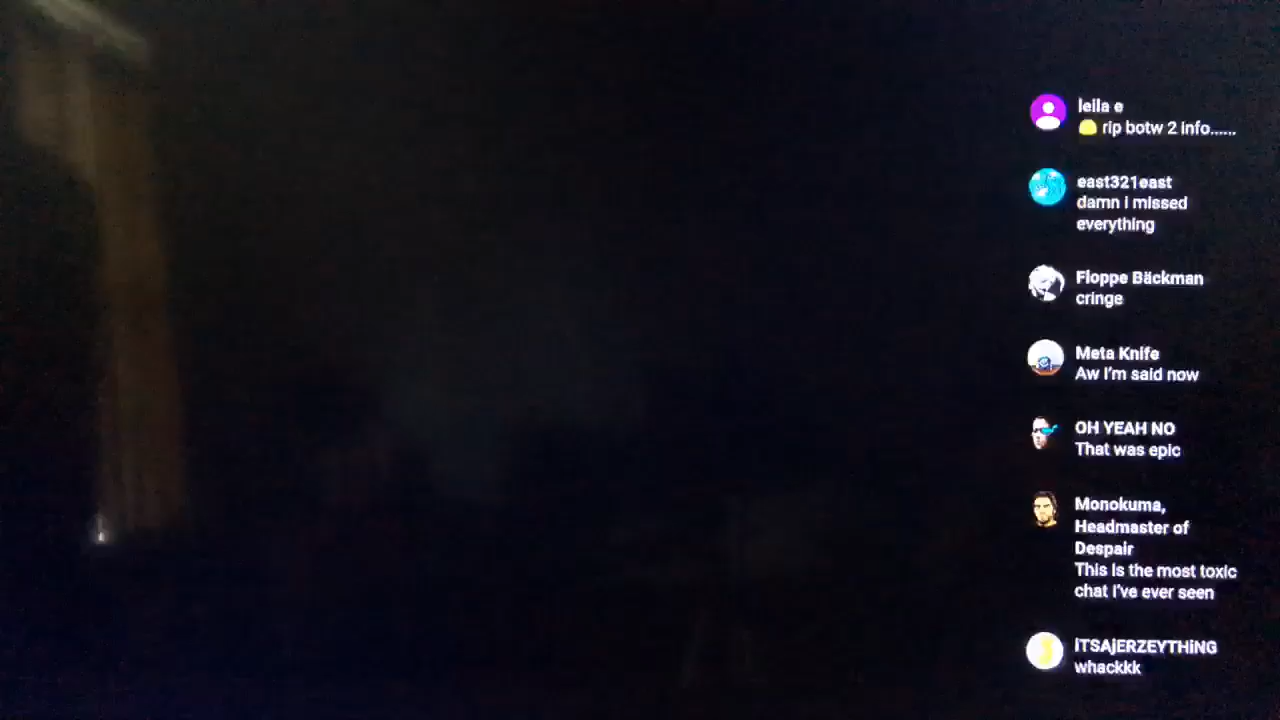 leila e
rip botw 2 info......
east321east
damn i missed
everything
Floppe Bäckman
cringe
Meta Knife
Aw I'm said now
OH YEAH NO
That was epic
Monokuma,
Headmaster of
Despair
This is the most toxic
chat I've ever seen
iTSAjERZEYTHiNG
whackkk